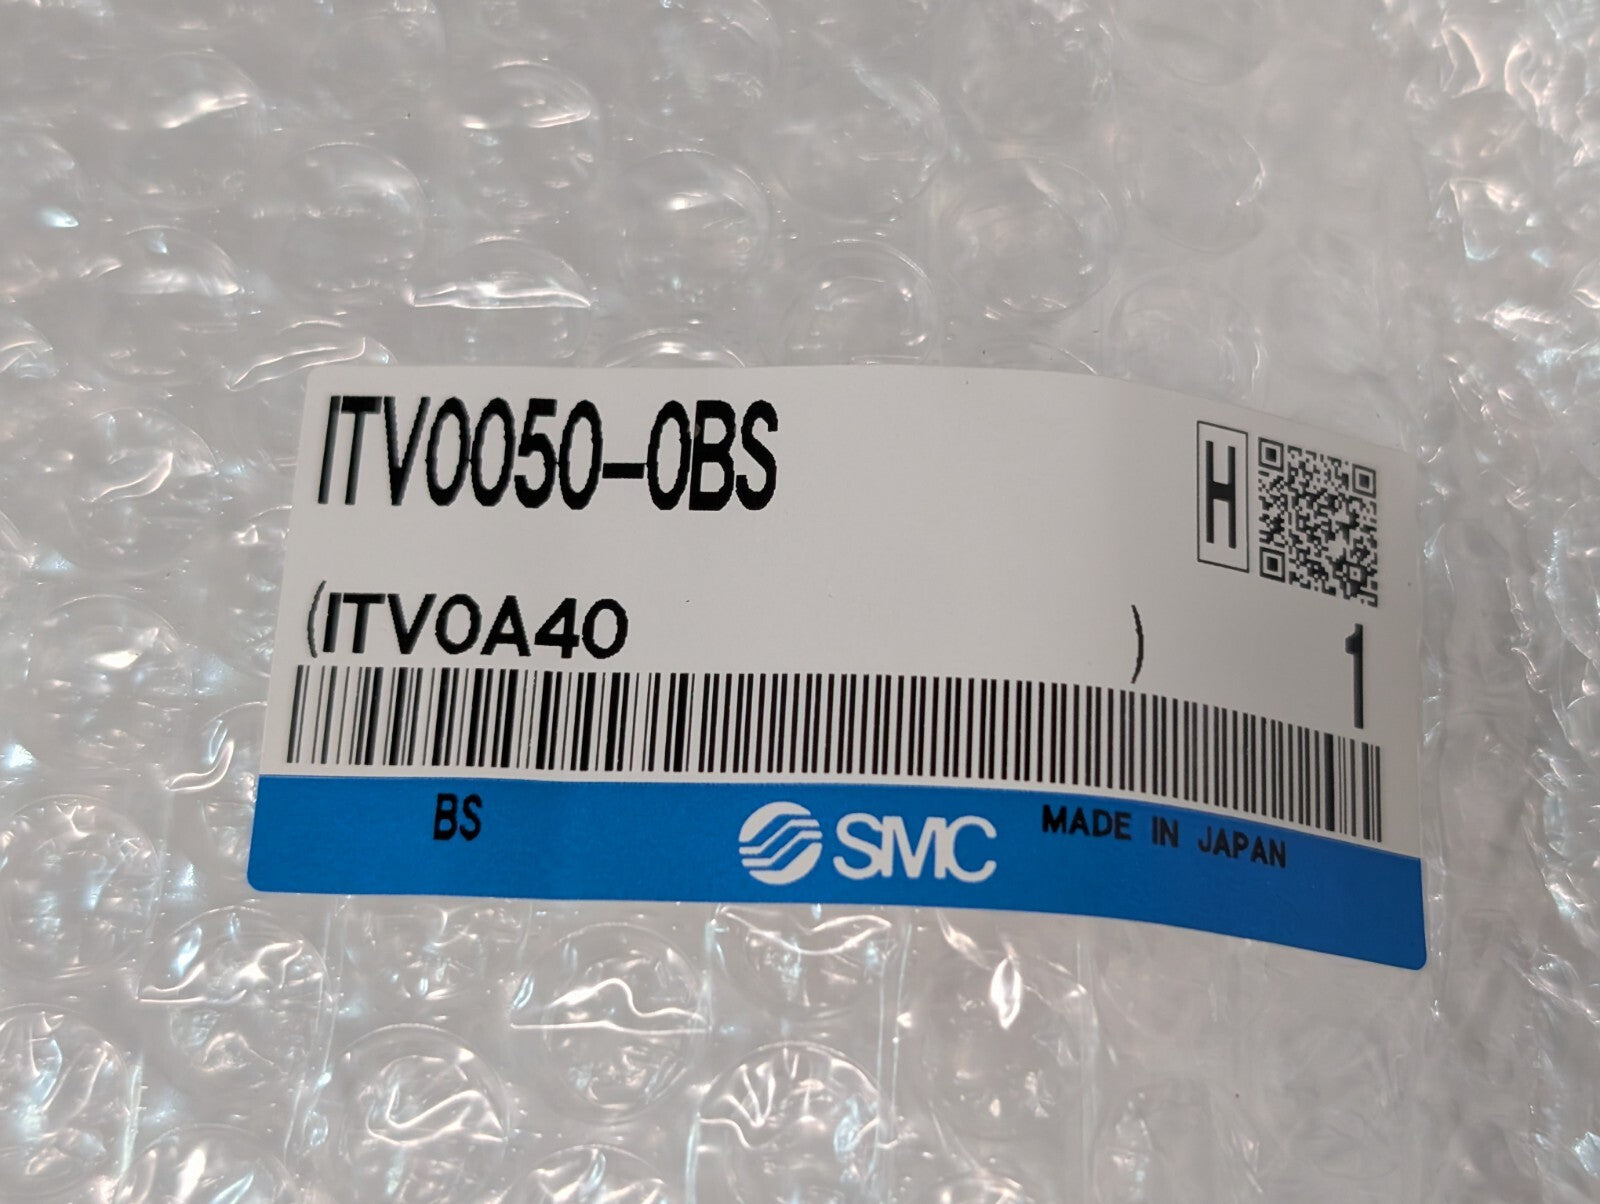 ITV0050-0BS
H
(ITV0A40 )
1
BS
SMC
MADE IN JAPAN